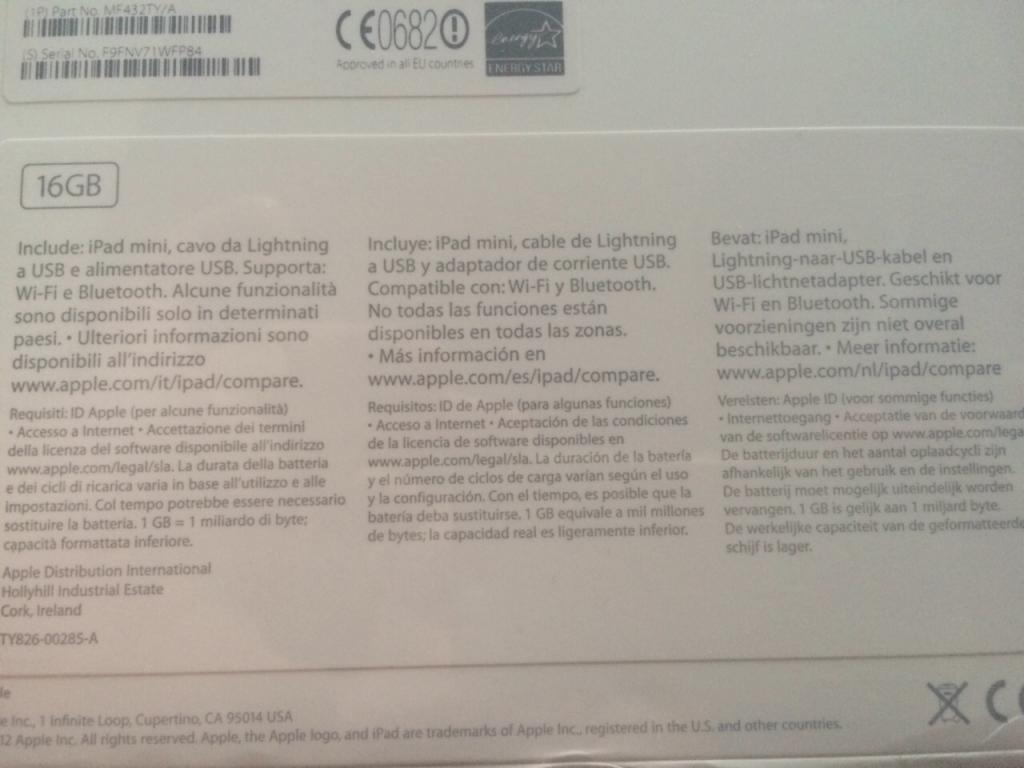 (1P) Part No. MF432TY/A
(S) Serial No. F9FNV71WFP84
CE0682
Approved in all EU countries
energy
ENERGY STAR
16GB
Include: iPad mini, cavo da Lightning
a USB e alimentatore USB. Supporta:
Wi-Fi e Bluetooth. Alcune funzionalità
sono disponibili solo in determinati
paesi. • Ulteriori informazioni sono
disponibili all'indirizzo
www.apple.com/it/ipad/compare.
Requisiti: ID Apple (per alcune funzionalità)
• Accesso a Internet • Accettazione dei termini
della licenza del software disponibile all'indirizzo
www.apple.com/legal/sla. La durata della batteria
e dei cicli di ricarica varia in base all'utilizzo e alle
impostazioni. Col tempo potrebbe essere necessario
sostituire la batteria. 1 GB = 1 miliardo di byte;
capacità formattata inferiore.
Apple Distribution International
Hollyhill Industrial Estate
Cork, Ireland
TY826-00285-A
Incluye: iPad mini, cable de Lightning
a USB y adaptador de corriente USB.
Compatible con: Wi-Fi y Bluetooth.
No todas las funciones están
disponibles en todas las zonas.
• Más información en
www.apple.com/es/ipad/compare.
Requisitos: ID de Apple (para algunas funciones)
• Acceso a Internet • Aceptación de las condiciones
de la licencia de software disponibles en
www.apple.com/legal/sla. La duración de la batería
y el número de ciclos de carga varían según el uso
y la configuración. Con el tiempo, es posible que la
batería deba sustituirse. 1 GB equivale a mil millones
de bytes; la capacidad real es ligeramente inferior.
Bevat: iPad mini,
Lightning-naar-USB-kabel en
USB-lichtnetadapter. Geschikt voor
Wi-Fi en Bluetooth. Sommige
voorzieningen zijn niet overal
beschikbaar. • Meer informatie:
www.apple.com/nl/ipad/compare
Vereisten: Apple ID (voor sommige functies)
• Internettoegang • Acceptatie van de voorwaard
van de softwarelicentie op www.apple.com/lega
De batterijduur en het aantal oplaadcycli zijn
afhankelijk van het gebruik en de instellingen.
De batterij moet mogelijk uiteindelijk worden
vervangen. 1 GB is gelijk aan 1 miljard byte.
De werkelijke capaciteit van de geformatteerde
schijf is lager.
le
e Inc., 1 Infinite Loop, Cupertino, CA 95014 USA
12 Apple Inc. All rights reserved. Apple, the Apple logo, and iPad are trademarks of Apple Inc., registered in the U.S. and other countries.